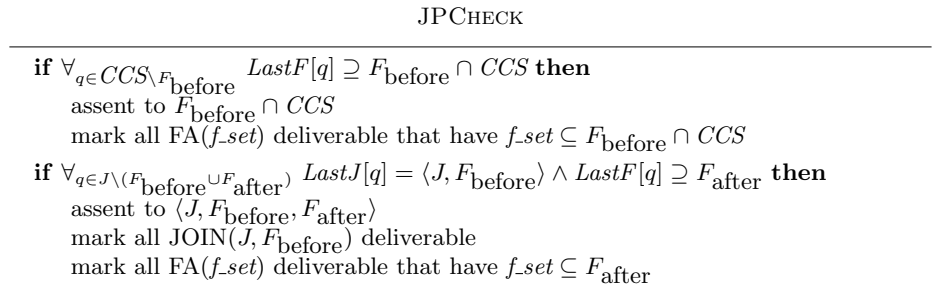 JPCHECK
if ∀_{q∈CCS\F_before} LastF[q] ⊇ F_before ∩ CCS then
assent to F_before ∩ CCS
mark all FA(f_set) deliverable that have f_set ⊆ F_before ∩ CCS
if ∀_{q∈J\(F_before∪F_after)} LastJ[q] = ⟨J, F_before⟩ ∧ LastF[q] ⊇ F_after then
assent to ⟨J, F_before, F_after⟩
mark all JOIN(J, F_before) deliverable
mark all FA(f_set) deliverable that have f_set ⊆ F_after